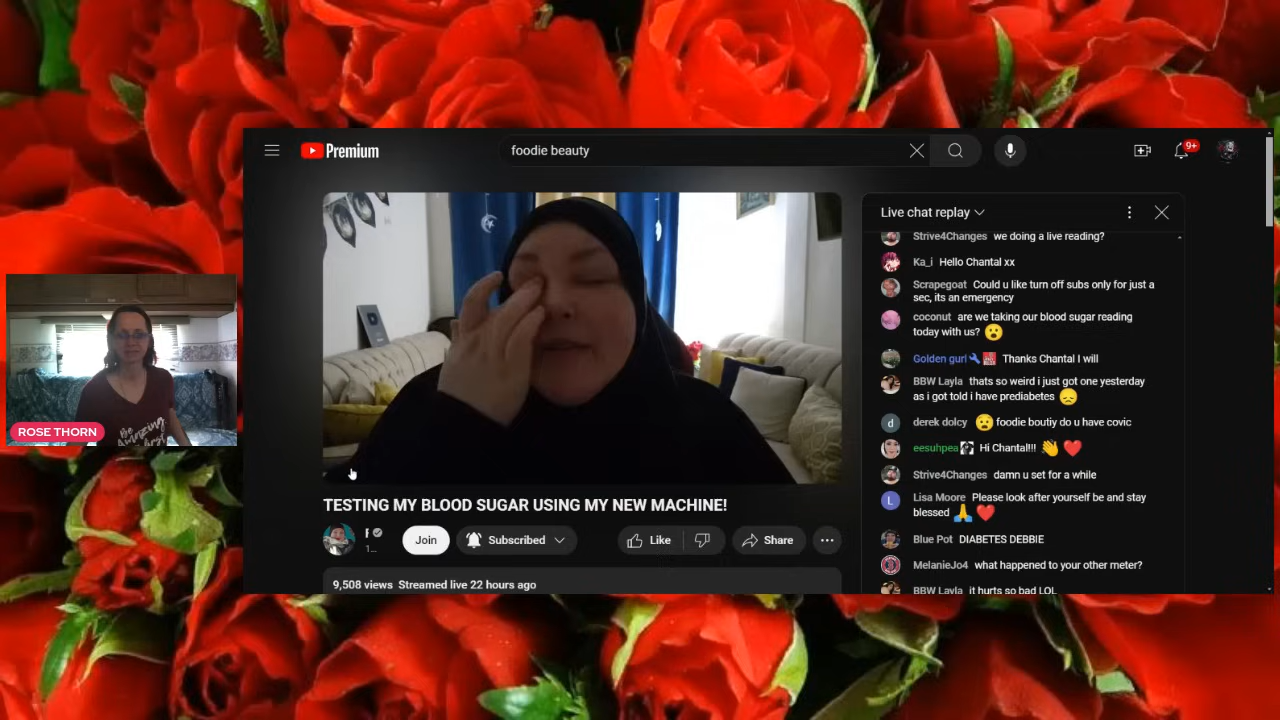 Premium
foodie beauty
9+
Live chat replay
Strive4Changes we doing a live reading?
Ka_i Hello Chantal xx
Scrapegoat Could u like turn off subs only for just a
sec, its an emergency
coconut are we taking our blood sugar reading
today with us? 😮
Golden gurl Thanks Chantal I will
BBW Layla thats so weird i just got one yesterday
as i got told i have prediabetes 😞
d
derek dolcy 😧 foodie boutiy do u have covic
eesuhpea Hi Chantal!!! 👋 ❤️
Strive4Changes damn u set for a while
L
Lisa Moore Please look after yourself be and stay
blessed 🙏 ❤️
Blue Pot DIABETES DEBBIE
MelanieJo4 what happened to your other meter?
BBW Layla it hurts so bad LOL
ROSE THORN
TESTING MY BLOOD SUGAR USING MY NEW MACHINE!
F
1...
Join
Subscribed
Like
Share
9,508 views Streamed live 22 hours ago